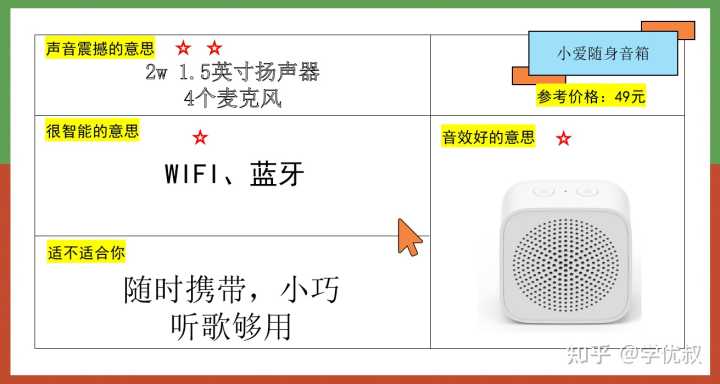 声音震撼的意思 ☆ ☆
2w 1.5英寸扬声器
4个麦克风
小爱随身音箱
参考价格：49元
很智能的意思 ☆
WIFI、蓝牙
音效好的意思 ☆
适不适合你
随时携带，小巧
听歌够用
知乎 @学优叔